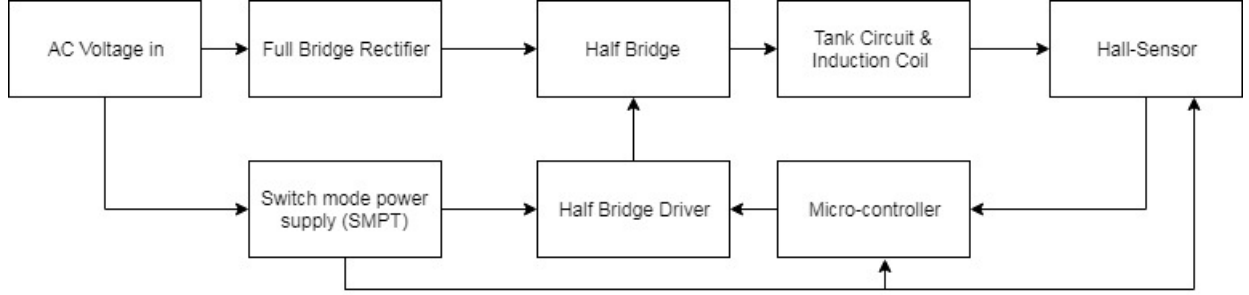 AC Voltage in
Full Bridge Rectifier
Half Bridge
Tank Circuit &
Induction Coil
Hall-Sensor
Switch mode power
supply (SMPT)
Half Bridge Driver
Micro-controller